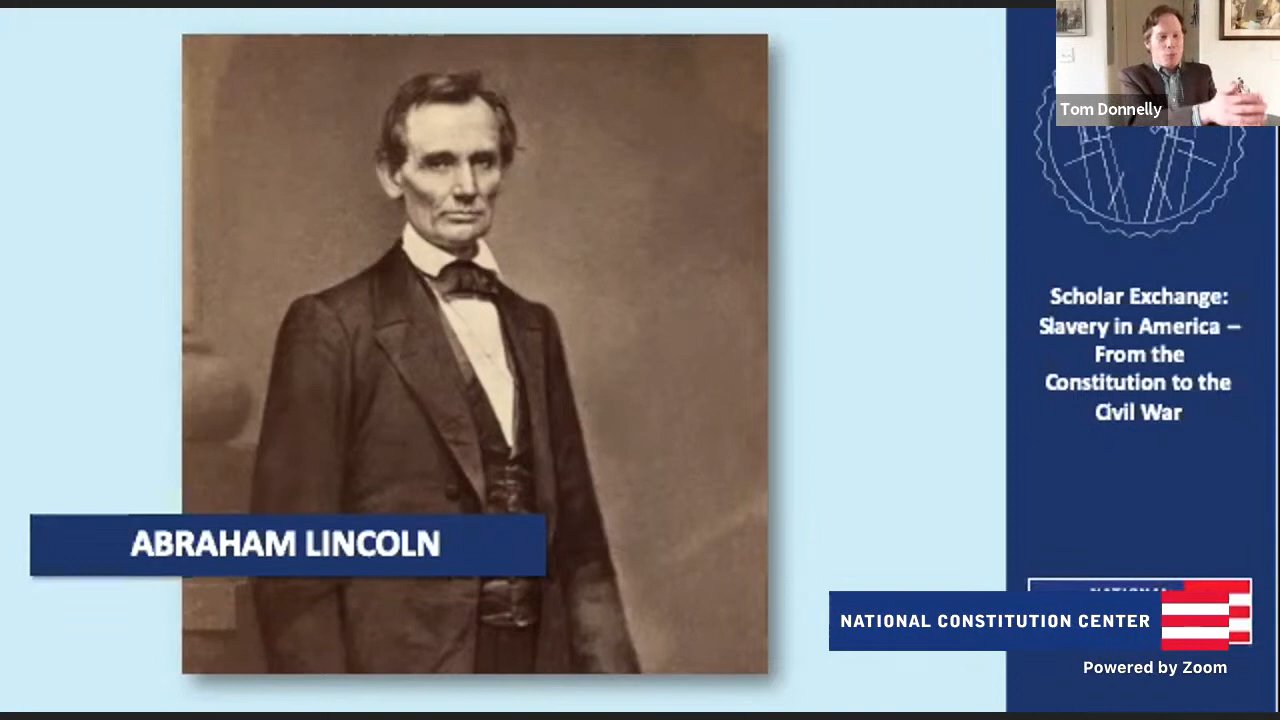 Tom Donnelly
Scholar Exchange:
Slavery in America –
From the
Constitution to the
Civil War
ABRAHAM LINCOLN
NATIONAL CONSTITUTION CENTER
Powered by Zoom